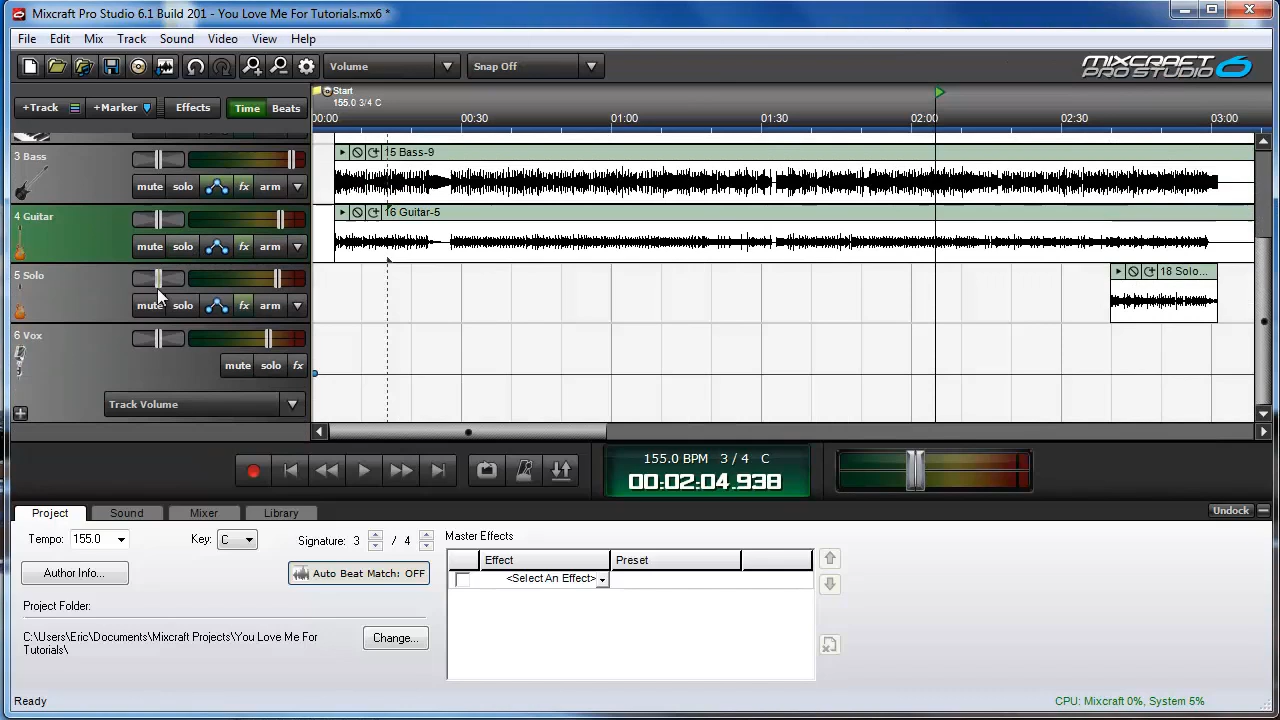 Mixcraft Pro Studio 6.1 Build 201 - You Love Me For Tutorials.mx6 *
File Edit Mix Track Sound Video View Help
Volume Snap Off MIXCRAFT PRO STUDIO 6
+Track +Marker Effects Time Beats
Start
155.0 3/4 C
00:00 00:30 01:00 01:30 02:00 02:30 03:00
3 Bass 15 Bass-9
mute solo fx arm
4 Guitar 16 Guitar-5
mute solo fx arm
5 Solo 18 Solo...
mute solo fx arm
6 Vox
mute solo fx
Track Volume
155.0 BPM 3 / 4 C
00:02:04.938
Project Sound Mixer Library Undock
Tempo: 155.0 Key: C Signature: 3 / 4 Master Effects
Effect Preset
Author Info... Auto Beat Match: OFF <Select An Effect>
Project Folder:
C:\Users\Eric\Documents\Mixcraft Projects\You Love Me For
Tutorials\
Change...
Ready CPU: Mixcraft 0%, System 5%